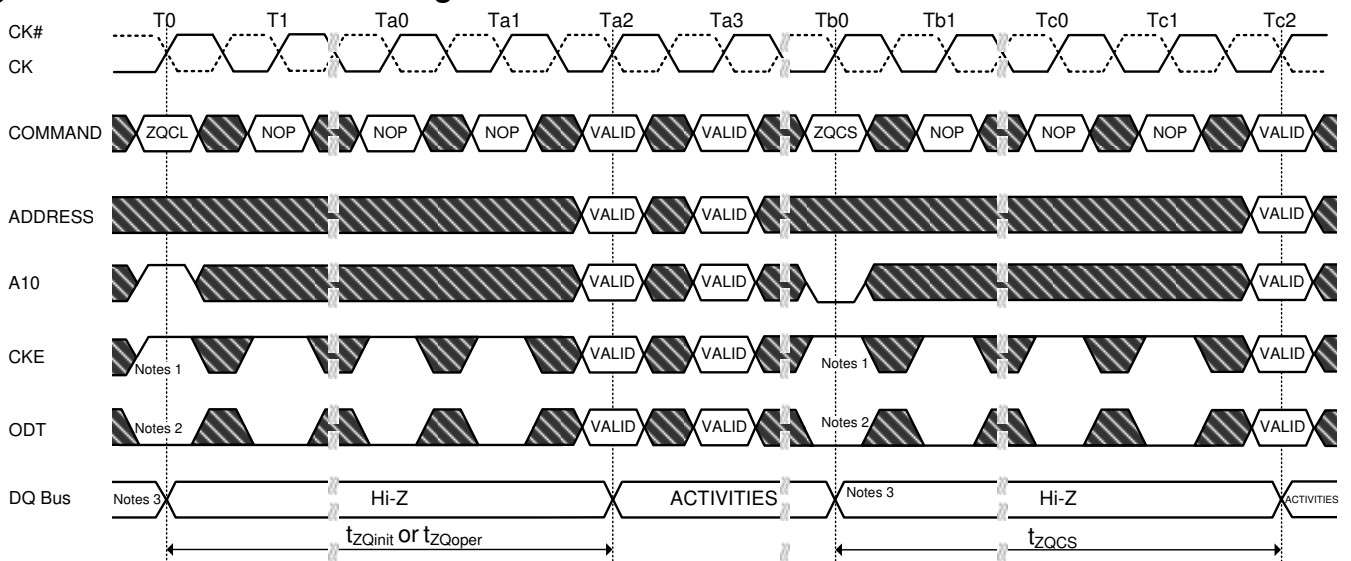 T0 T1 Ta0 Ta1 Ta2 Ta3 Tb0 Tb1 Tc0 Tc1 Tc2
CK#
CK
COMMAND ZQCL NOP NOP NOP VALID VALID ZQCS NOP NOP NOP VALID
ADDRESS VALID VALID VALID
A10 VALID VALID VALID
CKE Notes 1 VALID VALID Notes 1 VALID
ODT Notes 2 VALID VALID Notes 2 VALID
DQ Bus Notes 3 Hi-Z ACTIVITIES Notes 3 Hi-Z ACTIVITIES
tZQinit or tZQoper tZQCS